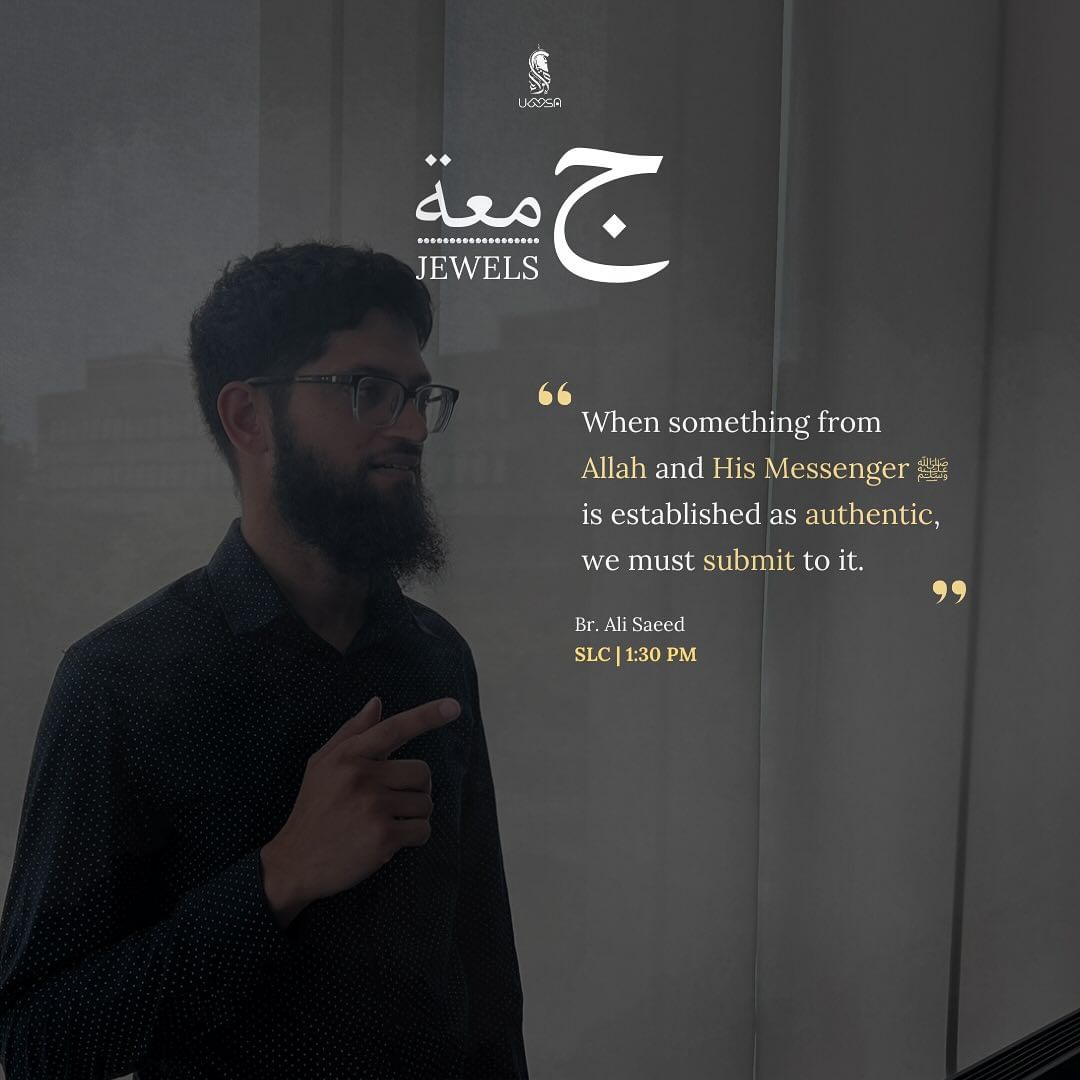 UWMSA
جمعة
JEWELS
“ When something from
Allah and His Messenger ﷺ
is established as authentic,
we must submit to it. ”
Br. Ali Saeed
SLC | 1:30 PM